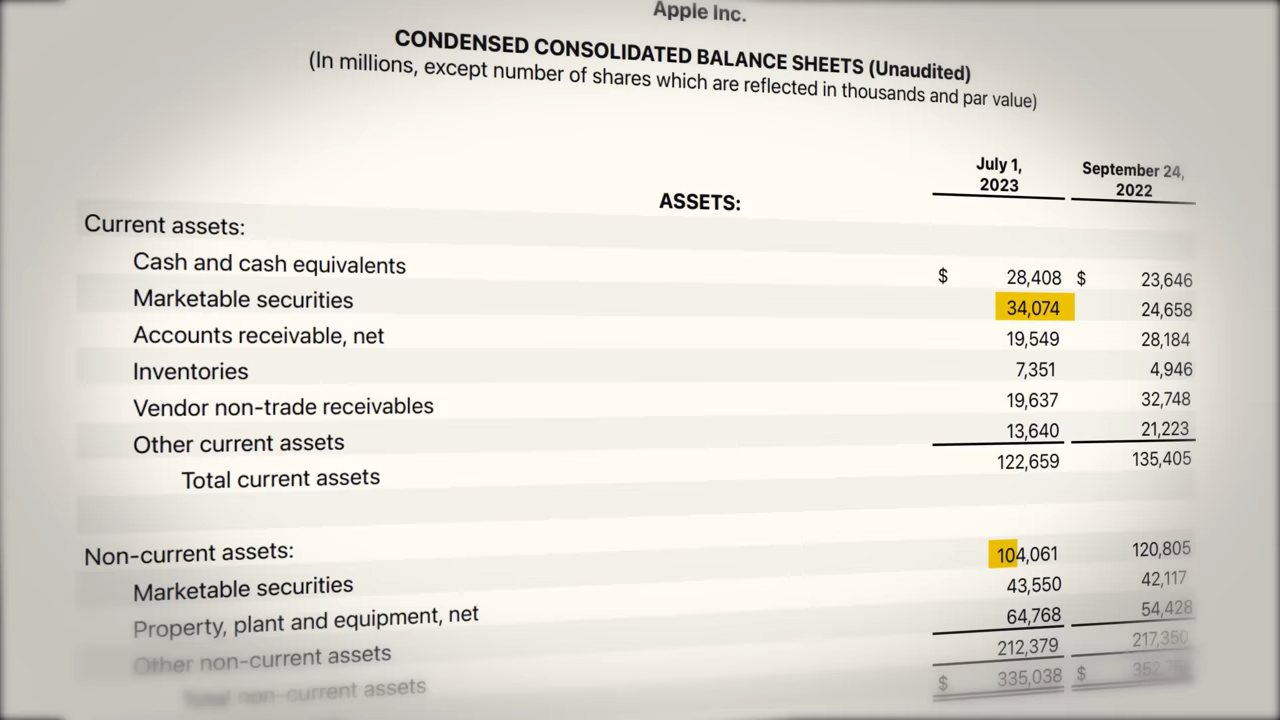 Apple Inc.
CONDENSED CONSOLIDATED BALANCE SHEETS (Unaudited)
(In millions, except number of shares which are reflected in thousands and par value)
July 1, 2023 September 24, 2022
ASSETS:
Current assets:
Cash and cash equivalents $ 28,408 $ 23,646
Marketable securities 34,074 24,658
Accounts receivable, net 19,549 28,184
Inventories 7,351 4,946
Vendor non-trade receivables 19,637 32,748
Other current assets 13,640 21,223
Total current assets 122,659 135,405
Non-current assets:
Marketable securities 104,061 120,805
Property, plant and equipment, net 43,550 42,117
Other non-current assets 64,768 54,428
Total non-current assets 212,379 217,350
$ 335,038 $